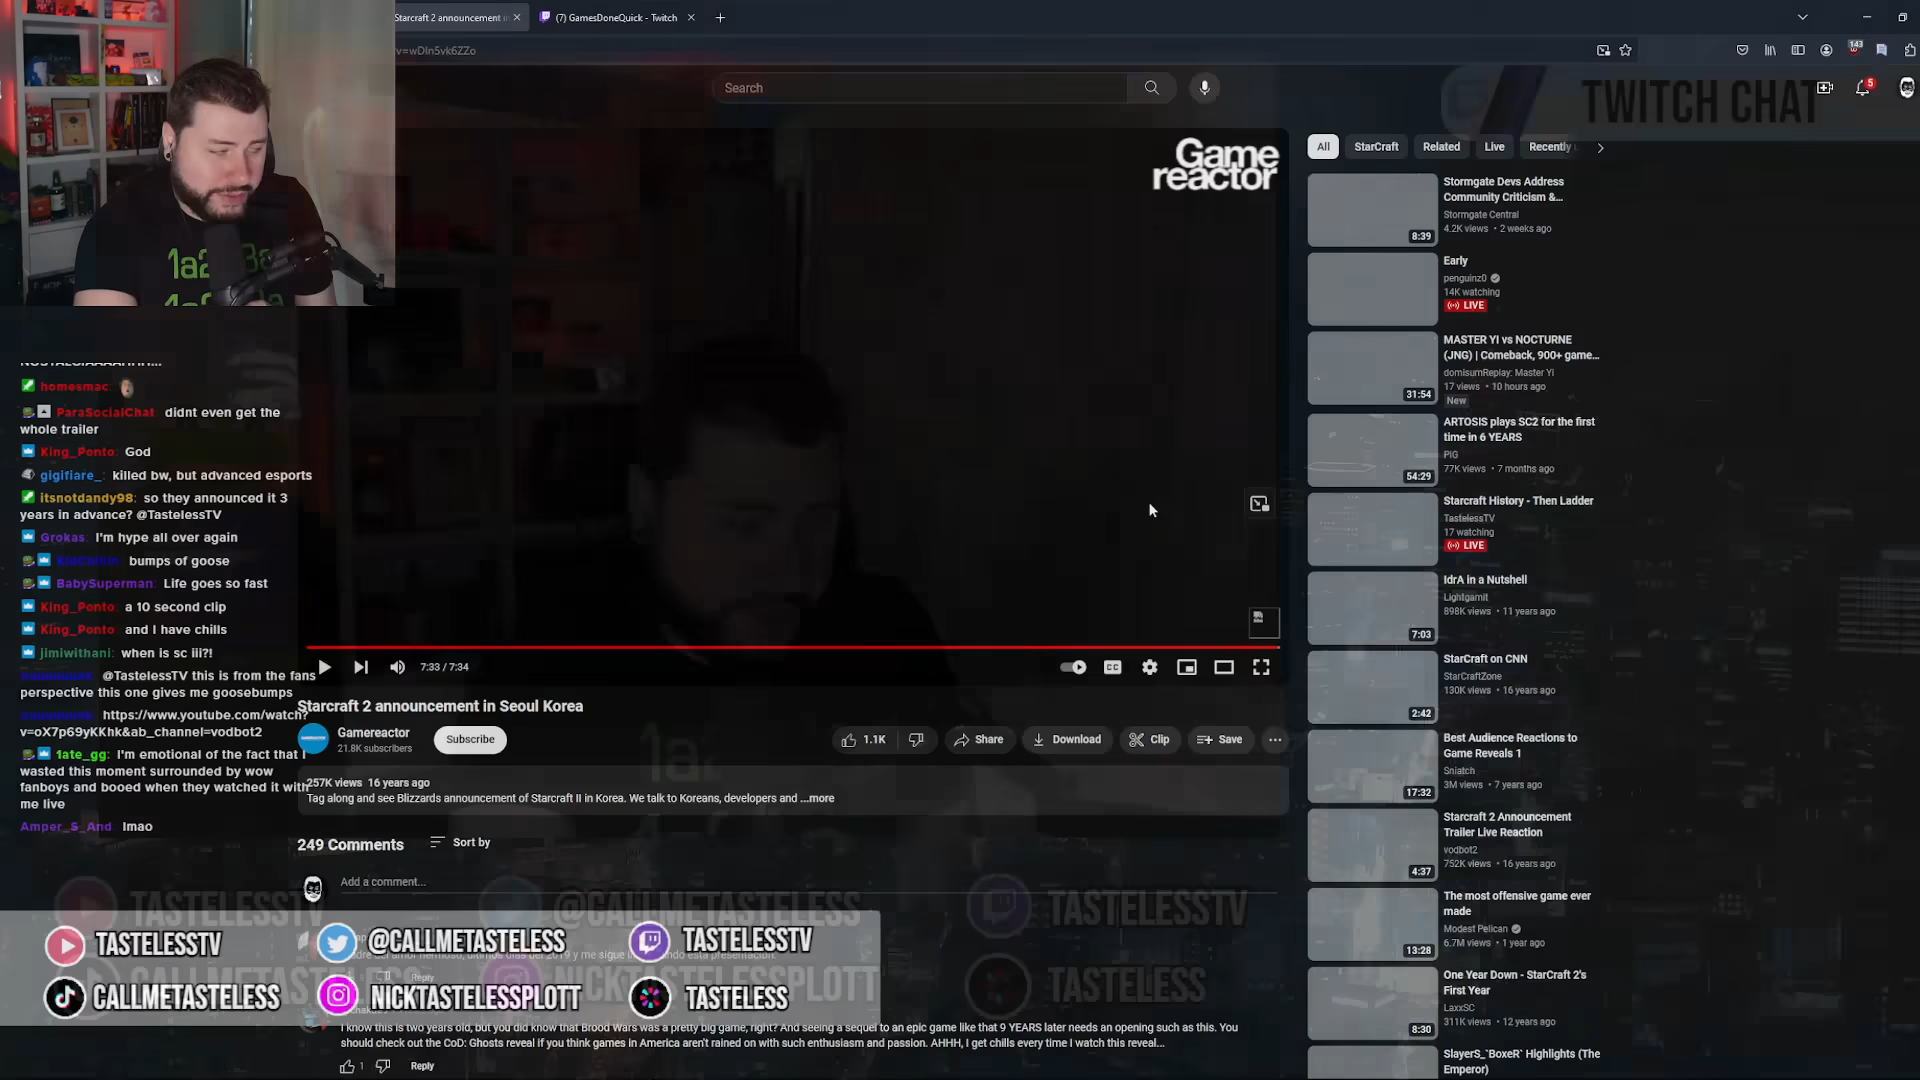 Starcraft 2 announcement in
(7) GamesDoneQuick - Twitch
v=wDln5vk6ZZo
143
Search
5
TWITCH CHAT
Game
reactor
All
StarCraft
Related
Live
Recently
Stormgate Devs Address
Community Criticism &...
Stormgate Central
4.2K views • 2 weeks ago
8:39
Early
penguinz0
14K watching
LIVE
MASTER YI vs NOCTURNE
(JNG) | Comeback, 900+ game...
domisumReplay: Master Yi
17 views • 10 hours ago
New
31:54
ARTOSIS plays SC2 for the first
time in 6 YEARS
PiG
77K views • 7 months ago
54:29
Starcraft History - Then Ladder
TastelessTV
17 watching
LIVE
IdrA in a Nutshell
Lightgamit
898K views • 11 years ago
7:03
StarCraft on CNN
StarCraftZone
130K views • 16 years ago
2:42
Best Audience Reactions to
Game Reveals 1
Sniatch
3M views • 7 years ago
17:32
Starcraft 2 Announcement
Trailer Live Reaction
vodbot2
752K views • 16 years ago
4:37
The most offensive game ever
made
Modest Pelican
6.7M views • 1 year ago
13:28
One Year Down - StarCraft 2's
First Year
LaxxSC
311K views • 12 years ago
8:30
SlayerS_`BoxeR` Highlights (The
Emperor)
homesmac:
ParaSocialChat didnt even get the
whole trailer
King_Ponto: God
gigifiare_: killed bw, but advanced esports
itsnotdandy98: so they announced it 3
years in advance? @TastelessTV
Grokas: I'm hype all over again
bumps of goose
BabySuperman: Life goes so fast
King_Ponto: a 10 second clip
King_Ponto: and I have chills
jimiwithani: when is sc iii?!
@TastelessTV this is from the fans
perspective this one gives me goosebumps
https://www.youtube.com/watch?
v=oX7p69yKKhk&ab_channel=vodbot2
1ate_gg: I'm emotional of the fact that I
wasted this moment surrounded by wow
fanboys and booed when they watched it with
me live
Amper_S_And lmao
7:33 / 7:34
CC
Starcraft 2 announcement in Seoul Korea
Gamereactor
21.8K subscribers
Subscribe
1.1K
Share
Download
Clip
Save
257K views 16 years ago
Tag along and see Blizzards announcement of Starcraft II in Korea. We talk to Koreans, developers and ...more
249 Comments
Sort by
Add a comment...
TASTELESSTV
@CALLMETASTELESS
TASTELESSTV
CALLMETASTELESS
NICKTASTELESSPLOTT
TASTELESS
TASTELESSTV
@CALLMETASTELESS
TASTELESSTV
CALLMETASTELESS
NICKTASTELESSPLOTT
TASTELESS
Reply
I know this is two years old, but you did know that Brood Wars was a pretty big game, right? And seeing a sequel to an epic game like that 9 YEARS later needs an opening such as this. You
should check out the CoD: Ghosts reveal if you think games in America aren't rained on with such enthusiasm and passion. AHHH, I get chills every time I watch this reveal...
1
Reply